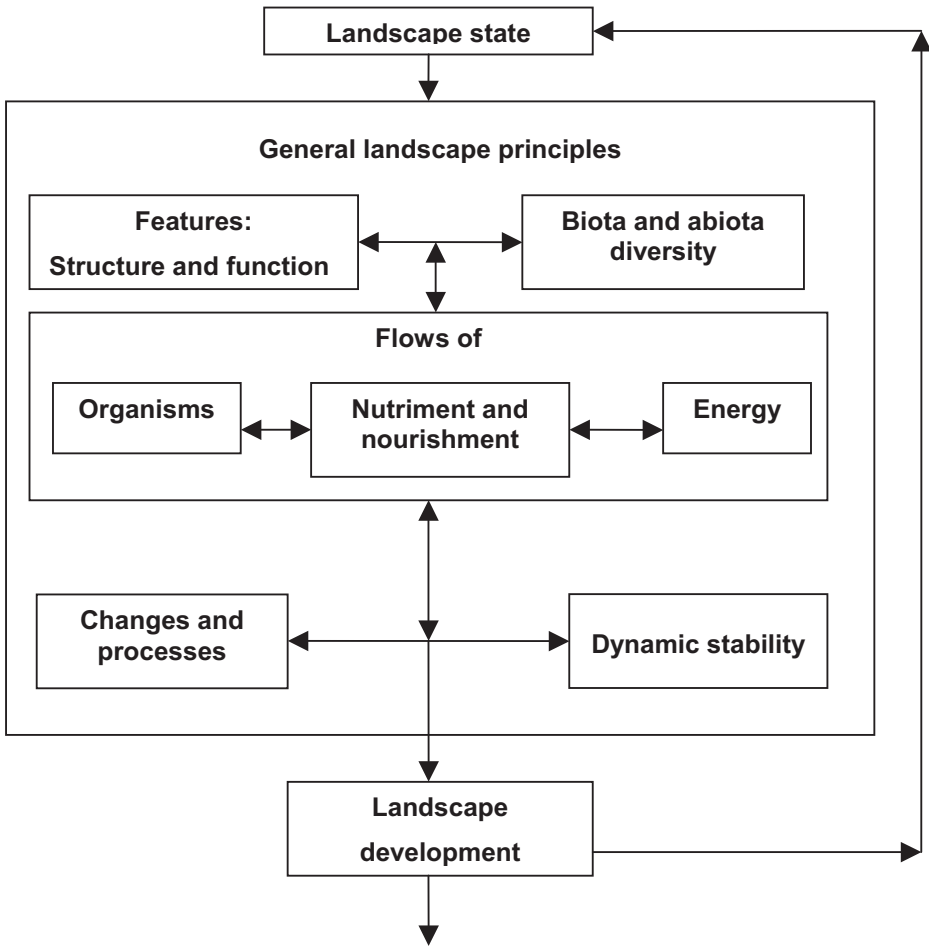 Landscape state
General landscape principles
Features:
Structure and function
Biota and abiota
diversity
Flows of
Organisms
Nutriment and
nourishment
Energy
Changes and
processes
Dynamic stability
Landscape
development